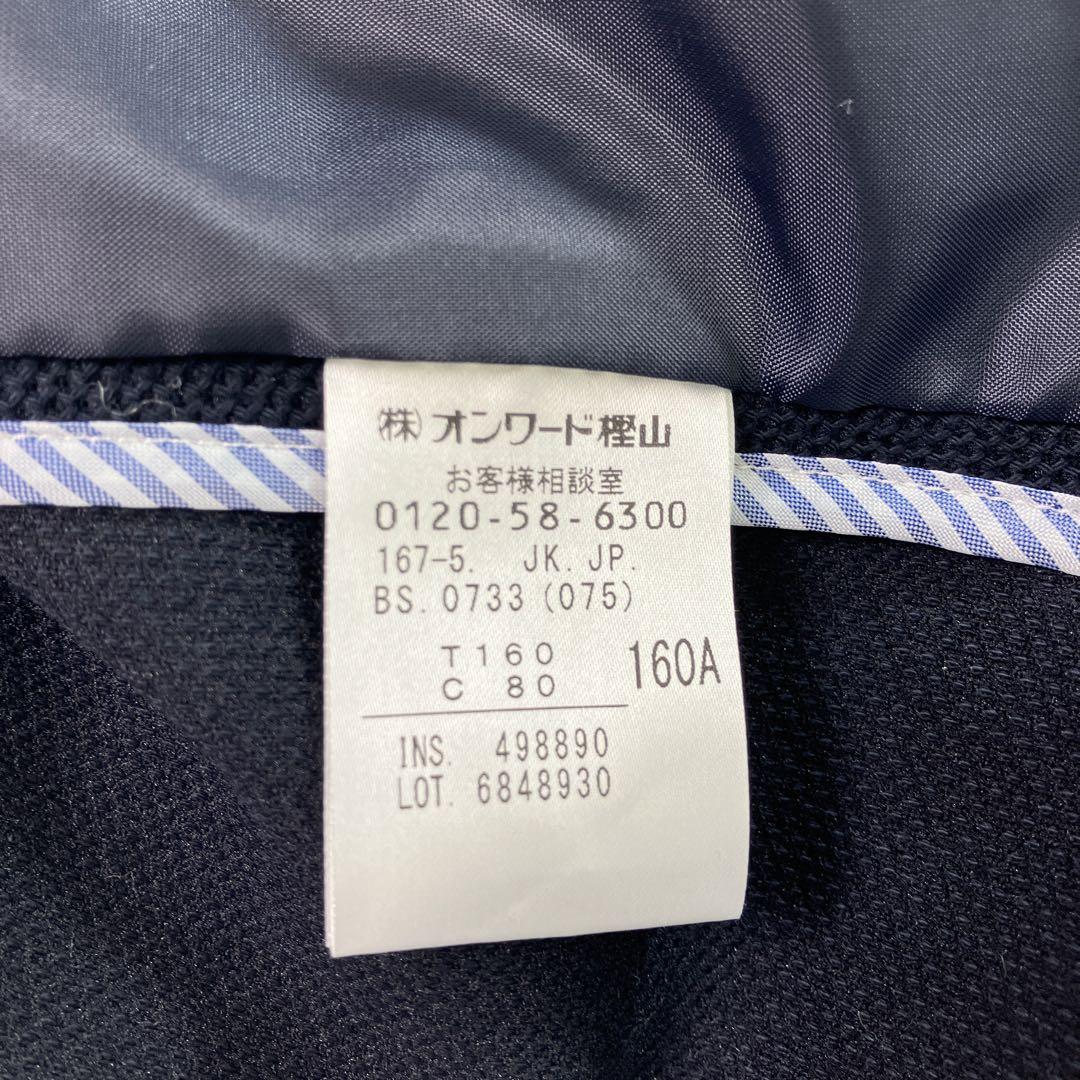 ㈱オンワード樫山
お客様相談室
0120-58-6300
167-5. JK. JP.
BS. 0733 (075)
T160
C 80
160A
INS. 498890
LOT. 6848930